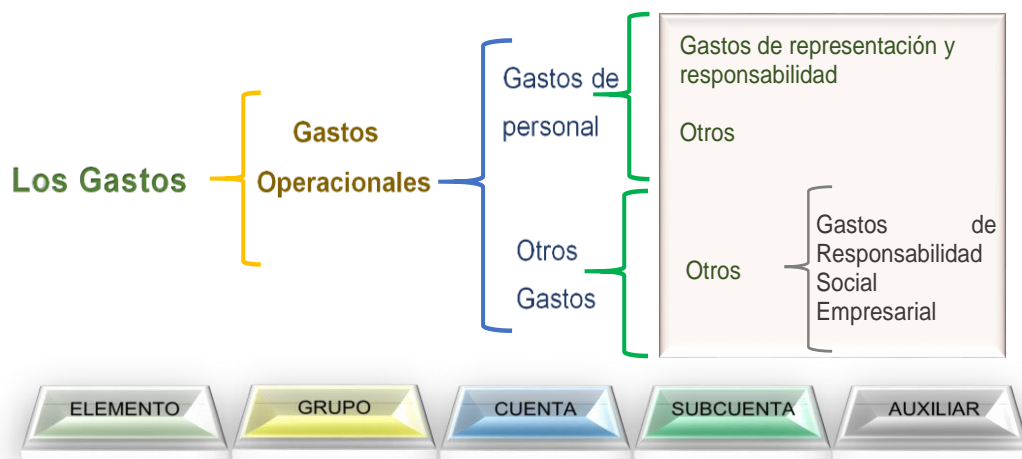 Los Gastos
Gastos
Operacionales
Gastos de
personal
Otros
Gastos
Gastos de representación y
responsabilidad
Otros
Otros
Gastos de
Responsabilidad
Social
Empresarial
ELEMENTO
GRUPO
CUENTA
SUBCUENTA
AUXILIAR